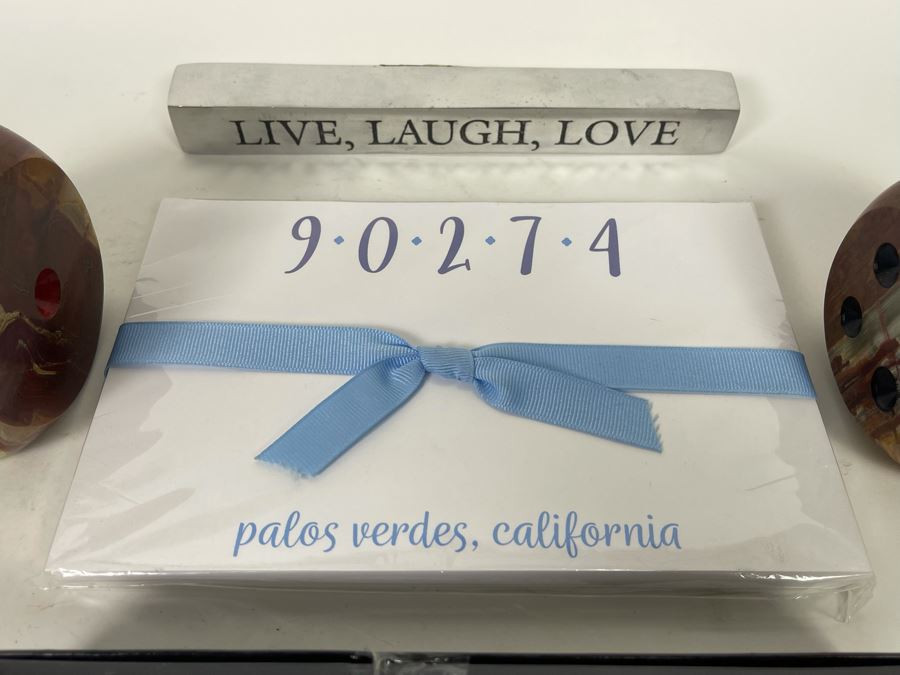 LIVE, LAUGH, LOVE
9·0·2·7·4
palos verdes, california